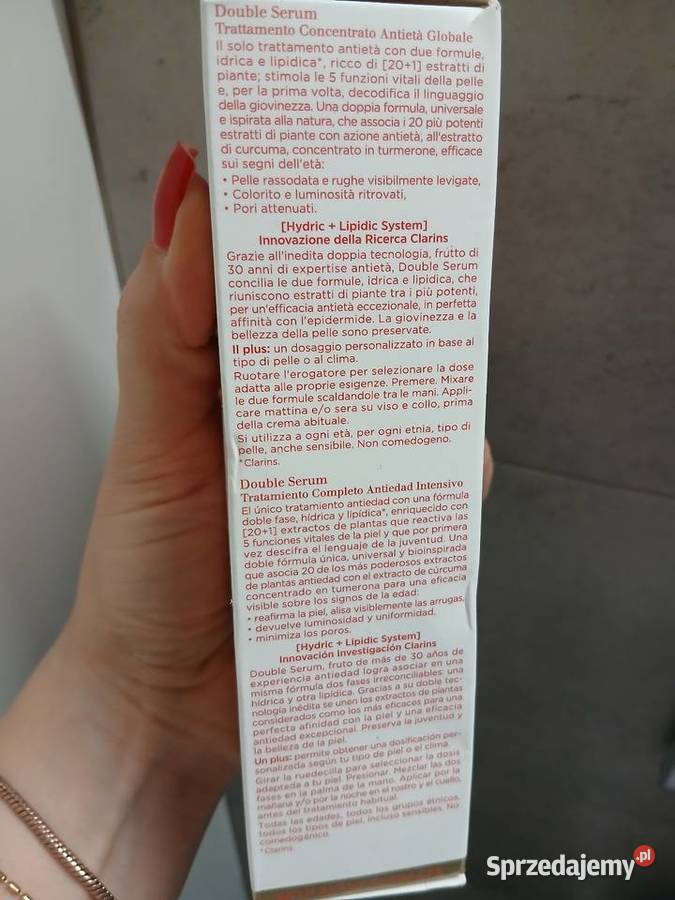 Double Serum
Trattamento Concentrato Antietà Globale
Il solo trattamento antietà con due formule,
idrica e lipidica*, ricco di [20+1] estratti di
piante; stimola le 5 funzioni vitali della pelle
e, per la prima volta, decodifica il linguaggio
della giovinezza. Una doppia formula, universale
e ispirata alla natura, che associa i 20 più potenti
estratti di piante con azione antietà, all'estratto
di curcuma, concentrato in turmerone, efficace
sui segni dell'età:
• Pelle rassodata e rughe visibilmente levigate,
• Colorito e luminosità ritrovati,
• Pori attenuati.
[Hydric + Lipidic System]
Innovazione della Ricerca Clarins
Grazie all'inedita doppia tecnologia, frutto di
30 anni di expertise antietà, Double Serum
concilia le due formule, idrica e lipidica, che
riuniscono estratti di piante tra i più potenti,
per un'efficacia antietà eccezionale, in perfetta
affinità con l'epidermide. La giovinezza e la
bellezza della pelle sono preservate.
Il plus: un dosaggio personalizzato in base al
tipo di pelle o al clima.
Ruotare l'erogatore per selezionare la dose
adatta alle proprie esigenze. Premere. Mixare
le due formule scaldandole tra le mani. Appli-
care mattina e/o sera su viso e collo, prima
della crema abituale.
Si utilizza a ogni età, per ogni etnia, tipo di
pelle, anche sensibile. Non comedogeno.
*Clarins.
Double Serum
Tratamiento Completo Antiedad Intensivo
El único tratamiento antiedad con una fórmula
doble fase, hídrica y lipídica*, enriquecido con
[20+1] extractos de plantas que reactiva las
5 funciones vitales de la piel y que por primera
vez descifra el lenguaje de la juventud. Una
doble fórmula única, universal y bioinspirada
que asocia 20 de los más poderosos extractos
de plantas antiedad con el extracto de cúrcuma
concentrado en tumerona para una eficacia
visible sobre los signos de la edad:
• reafirma la piel, alisa visiblemente las arrugas,
• devuelve luminosidad y uniformidad,
• minimiza los poros.
[Hydric + Lipidic System]
Innovación Investigación Clarins
Double Serum, fruto de más de 30 años de
experiencia antiedad logra asociar en una
misma fórmula dos fases irreconciliables: una
hídrica y otra lipídica. Gracias a su doble tec-
nología inédita se unen los extractos de plantas
considerados como los más eficaces para una
perfecta afinidad con la piel y una eficacia
antiedad excepcional. Preserva la juventud y
la belleza de la piel.
Un plus: permite obtener una dosificación per-
sonalizada según tu tipo de piel o el clima.
Girar la ruedecilla para seleccionar la dosis
adaptada a tu piel. Presionar. Mezclar las dos
fases en la palma de la mano. Aplicar por la
mañana y/o por la noche en el rostro y el cuello,
antes del tratamiento habitual.
Todas las edades, todos los grupos étnicos,
todos los tipos de piel, incluso sensibles. No
comedogénico.
*Clarins.
Sprzedajemy.pl